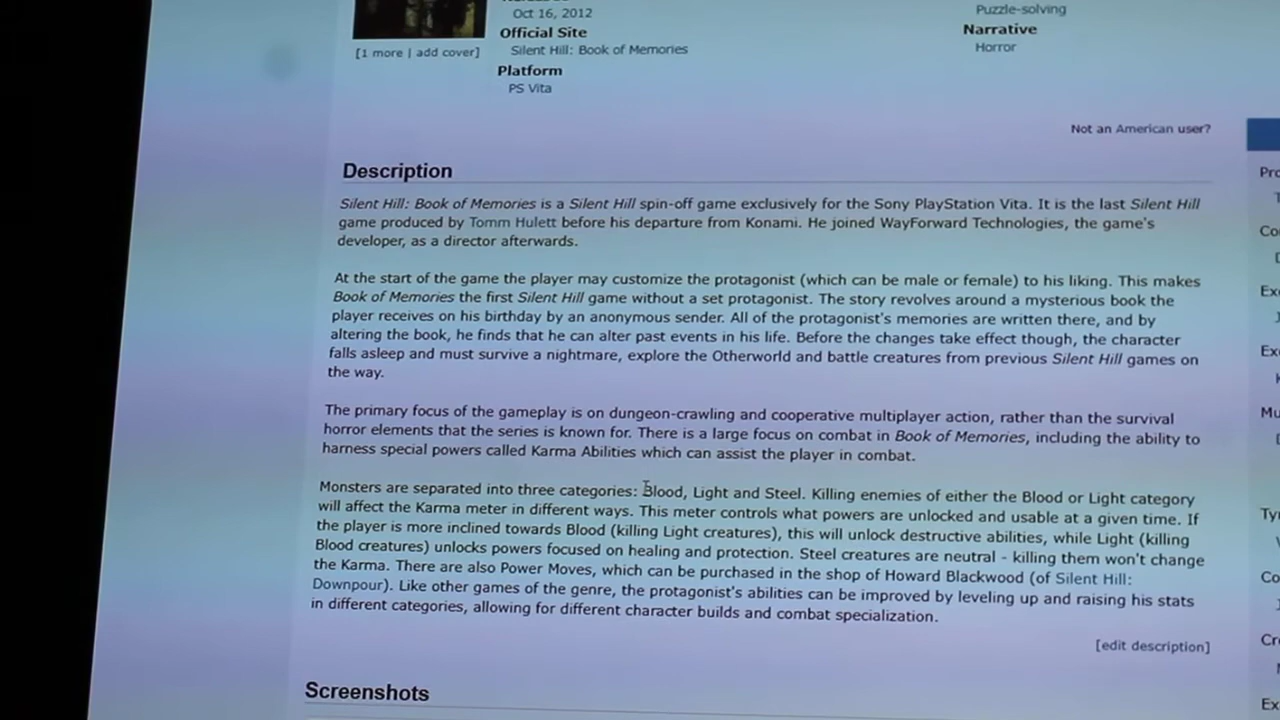 Oct 16, 2012
Official Site
Silent Hill: Book of Memories
Platform
PS Vita
[1 more | add cover]
Puzzle-solving
Narrative
Horror
Not an American user?
Description
Silent Hill: Book of Memories is a Silent Hill spin-off game exclusively for the Sony PlayStation Vita. It is the last Silent Hill
game produced by Tomm Hulett before his departure from Konami. He joined WayForward Technologies, the game's
developer, as a director afterwards.
At the start of the game the player may customize the protagonist (which can be male or female) to his liking. This makes
Book of Memories the first Silent Hill game without a set protagonist. The story revolves around a mysterious book the
player receives on his birthday by an anonymous sender. All of the protagonist's memories are written there, and by
altering the book, he finds that he can alter past events in his life. Before the changes take effect though, the character
falls asleep and must survive a nightmare, explore the Otherworld and battle creatures from previous Silent Hill games on
the way.
The primary focus of the gameplay is on dungeon-crawling and cooperative multiplayer action, rather than the survival
horror elements that the series is known for. There is a large focus on combat in Book of Memories, including the ability to
harness special powers called Karma Abilities which can assist the player in combat.
Monsters are separated into three categories: Blood, Light and Steel. Killing enemies of either the Blood or Light category
will affect the Karma meter in different ways. This meter controls what powers are unlocked and usable at a given time. If
the player is more inclined towards Blood (killing Light creatures), this will unlock destructive abilities, while Light (killing
Blood creatures) unlocks powers focused on healing and protection. Steel creatures are neutral - killing them won't change
the Karma. There are also Power Moves, which can be purchased in the shop of Howard Blackwood (of Silent Hill:
Downpour). Like other games of the genre, the protagonist's abilities can be improved by leveling up and raising his stats
in different categories, allowing for different character builds and combat specialization.
[edit description]
Screenshots